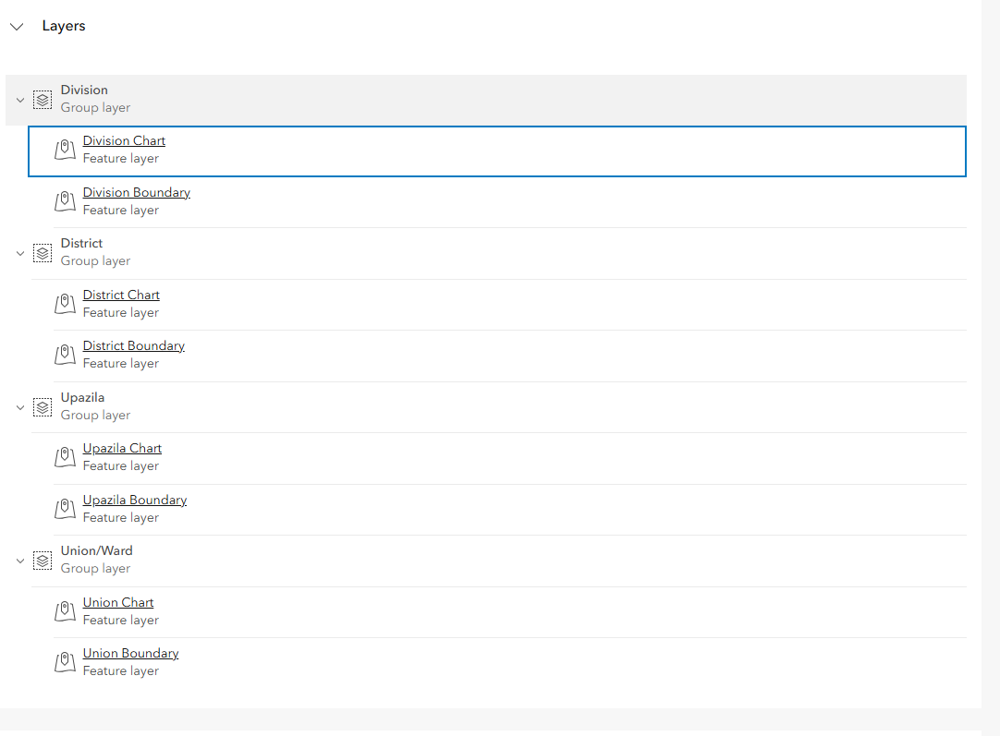 Layers
Division
Group layer
Division Chart
Feature layer
Division Boundary
Feature layer
District
Group layer
District Chart
Feature layer
District Boundary
Feature layer
Upazila
Group layer
Upazila Chart
Feature layer
Upazila Boundary
Feature layer
Union/Ward
Group layer
Union Chart
Feature layer
Union Boundary
Feature layer